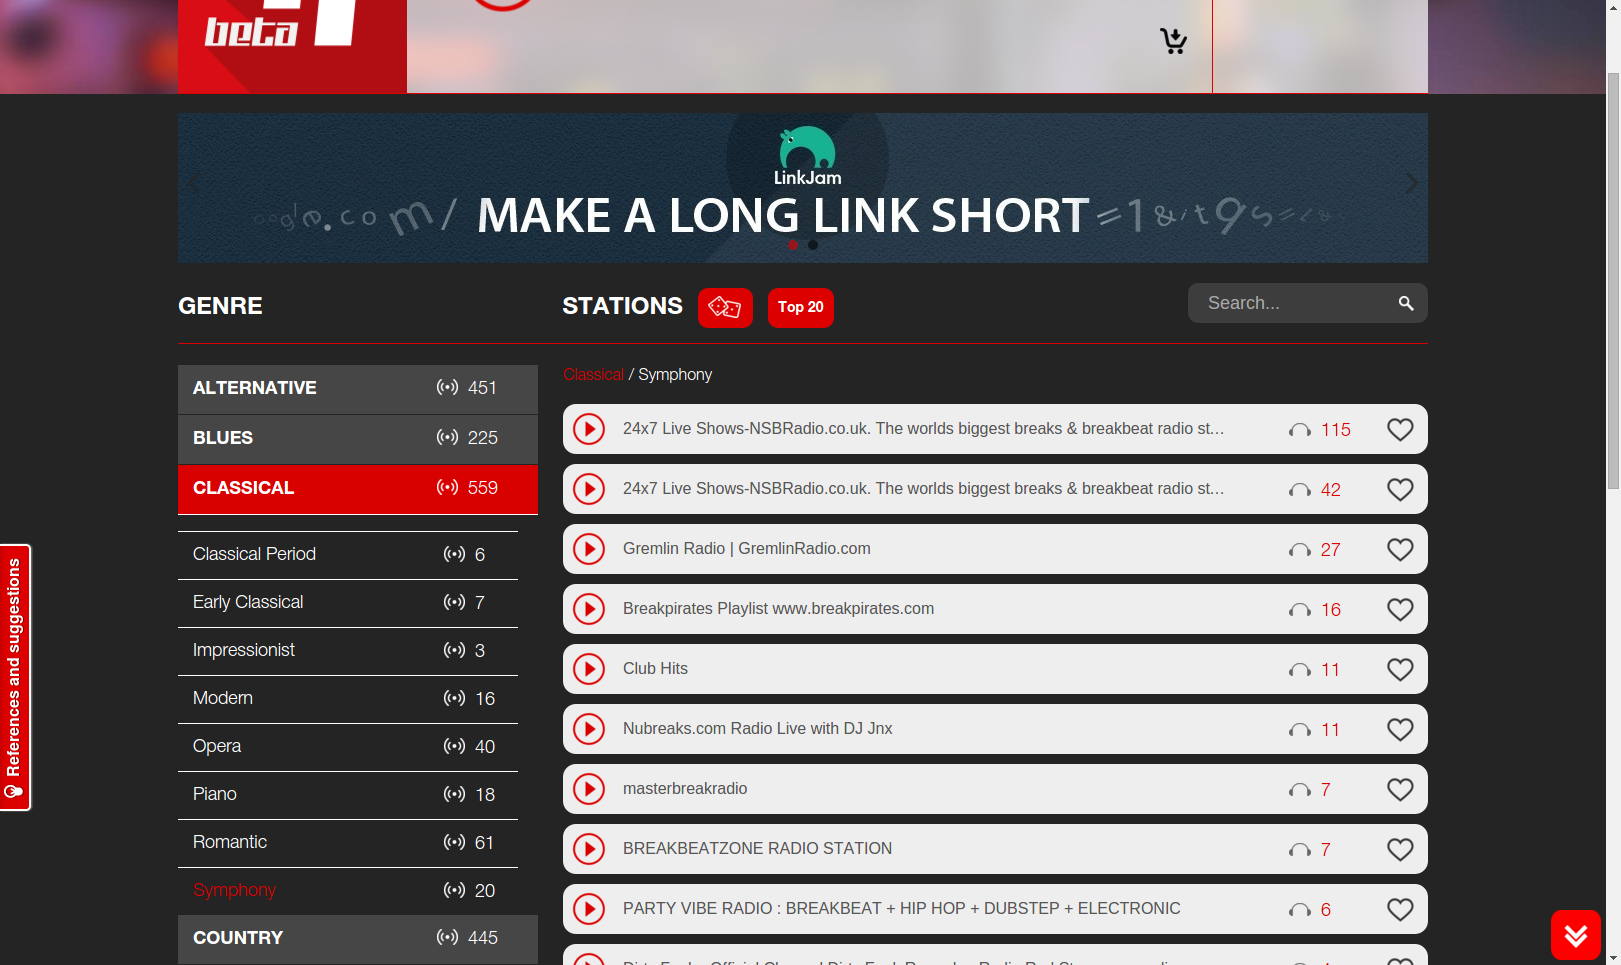 beta
LinkJam
oogle.com/ MAKE A LONG LINK SHORT =1&it9s=1&
GENRE
STATIONS
Top 20
Search...
ALTERNATIVE 451
BLUES 225
CLASSICAL 559
Classical Period 6
Early Classical 7
Impressionist 3
Modern 16
Opera 40
Piano 18
Romantic 61
Symphony 20
COUNTRY 445
Classical / Symphony
24x7 Live Shows-NSBRadio.co.uk. The worlds biggest breaks & breakbeat radio st... 115
24x7 Live Shows-NSBRadio.co.uk. The worlds biggest breaks & breakbeat radio st... 42
Gremlin Radio | GremlinRadio.com 27
Breakpirates Playlist www.breakpirates.com 16
Club Hits 11
Nubreaks.com Radio Live with DJ Jnx 11
masterbreakradio 7
BREAKBEATZONE RADIO STATION 7
PARTY VIBE RADIO : BREAKBEAT + HIP HOP + DUBSTEP + ELECTRONIC 6
References and suggestions